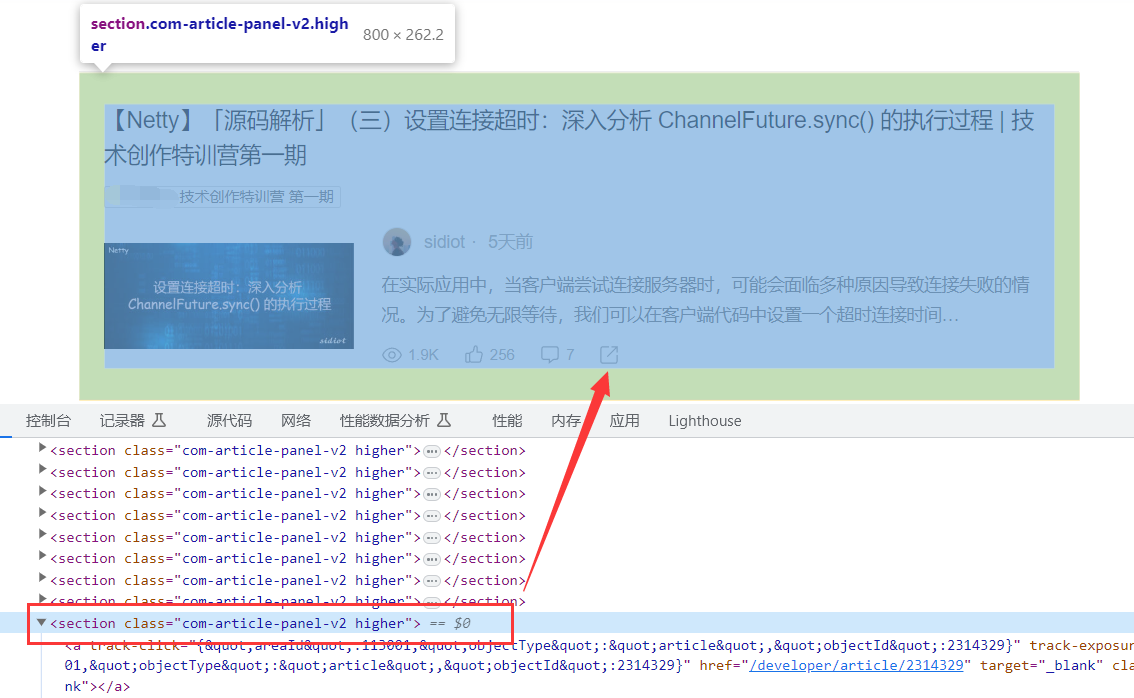 section.com-article-panel-v2.high
er
800 × 262.2
【Netty】「源码解析」（三）设置连接超时：深入分析 ChannelFuture.sync() 的执行过程 | 技
术创作特训营第一期
技术创作特训营 第一期
Netty
设置连接超时：深入分析
ChannelFuture.sync() 的执行过程
sidiot
sidiot · 5天前
在实际应用中，当客户端尝试连接服务器时，可能会面临多种原因导致连接失败的情
况。为了避免无限等待，我们可以在客户端代码中设置一个超时连接时间...
1.9K 256 7
控制台 记录器 源代码 网络 性能数据分析 性能 内存 应用 Lighthouse
<section class="com-article-panel-v2 higher">…</section>
<section class="com-article-panel-v2 higher">…</section>
<section class="com-article-panel-v2 higher">…</section>
<section class="com-article-panel-v2 higher">…</section>
<section class="com-article-panel-v2 higher">…</section>
<section class="com-article-panel-v2 higher">…</section>
<section class="com-article-panel-v2 higher">…</section>
<section class="com-article-panel-v2 higher">…</section>
<section class="com-article-panel-v2 higher"> == $0
<a track-click="{&quot;areaId&quot;:113001,&quot;objectType&quot;:&quot;article&quot;,&quot;objectId&quot;:2314329}" track-exposur
01,&quot;objectType&quot;:&quot;article&quot;,&quot;objectId&quot;:2314329}" href="/developer/article/2314329" target="_blank" cla
nk"></a>